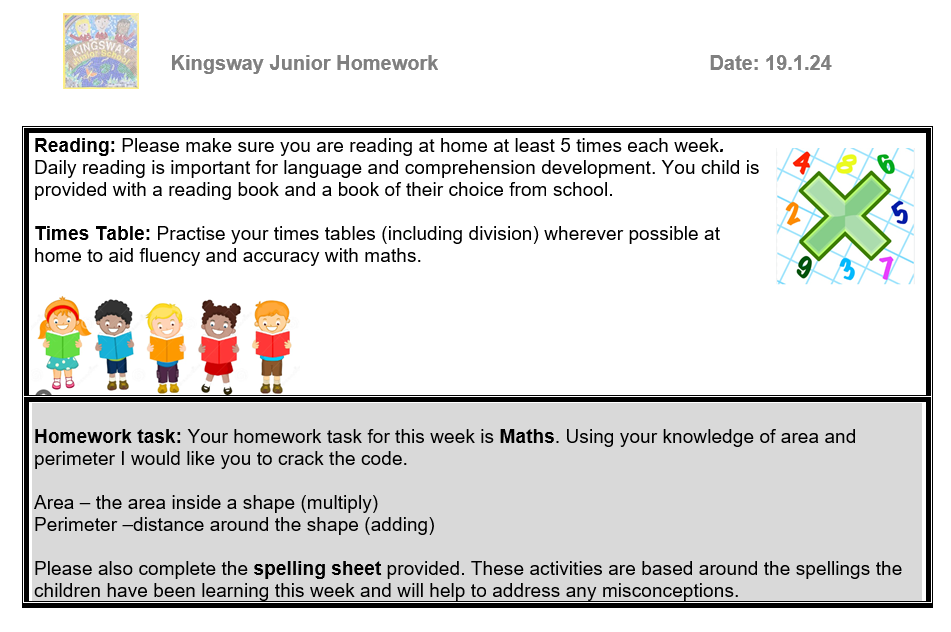 KINGSWAY
Junior School
Kingsway Junior Homework Date: 19.1.24
Reading: Please make sure you are reading at home at least 5 times each week.
Daily reading is important for language and comprehension development. You child is
provided with a reading book and a book of their choice from school.
4 8 6
2 5
9 3 7
Times Table: Practise your times tables (including division) wherever possible at
home to aid fluency and accuracy with maths.
Homework task: Your homework task for this week is Maths. Using your knowledge of area and
perimeter I would like you to crack the code.
Area – the area inside a shape (multiply)
Perimeter –distance around the shape (adding)
Please also complete the spelling sheet provided. These activities are based around the spellings the
children have been learning this week and will help to address any misconceptions.